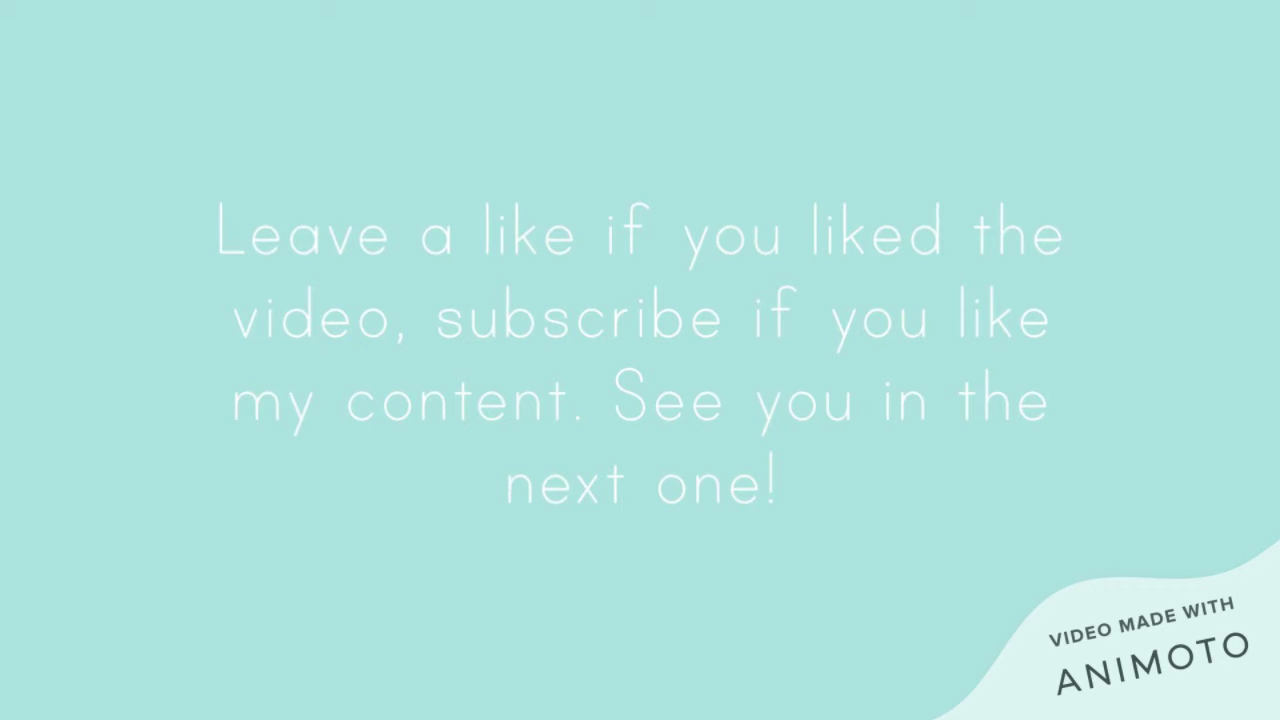 Leave a like if you liked the
video, subscribe if you like
my content. See you in the
next one!
VIDEO MADE WITH
ANIMOTO